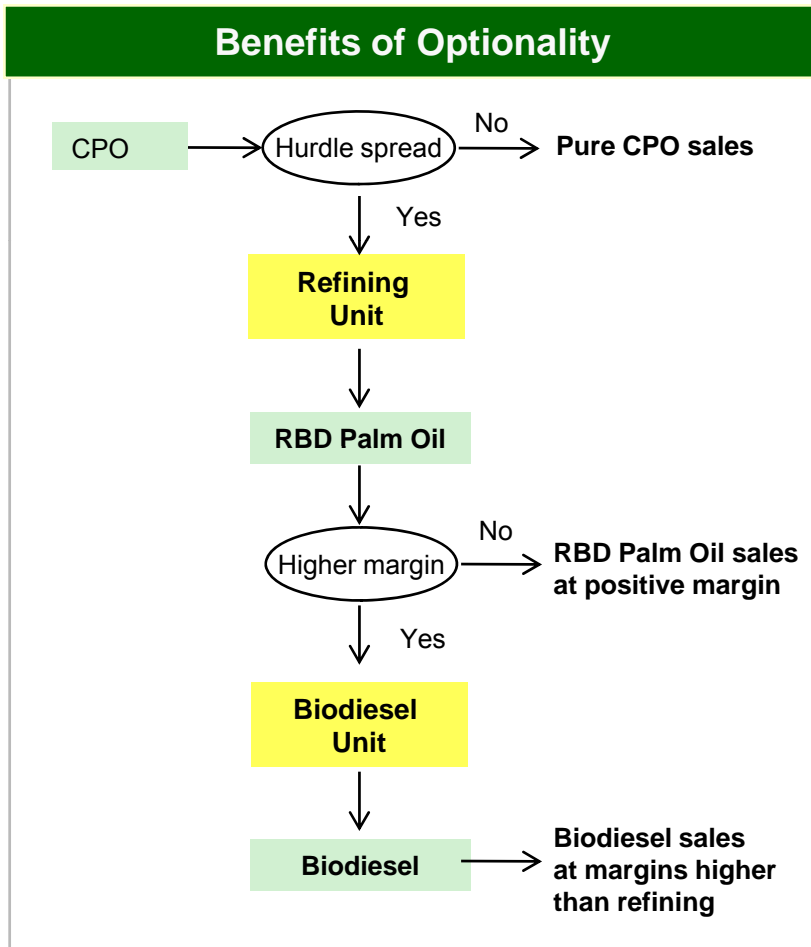 Benefits of Optionality
CPO
Hurdle spread
No
Pure CPO sales
Yes
Refining
Unit
RBD Palm Oil
Higher margin
No
RBD Palm Oil sales
at positive margin
Yes
Biodiesel
Unit
Biodiesel
Biodiesel sales
at margins higher
than refining